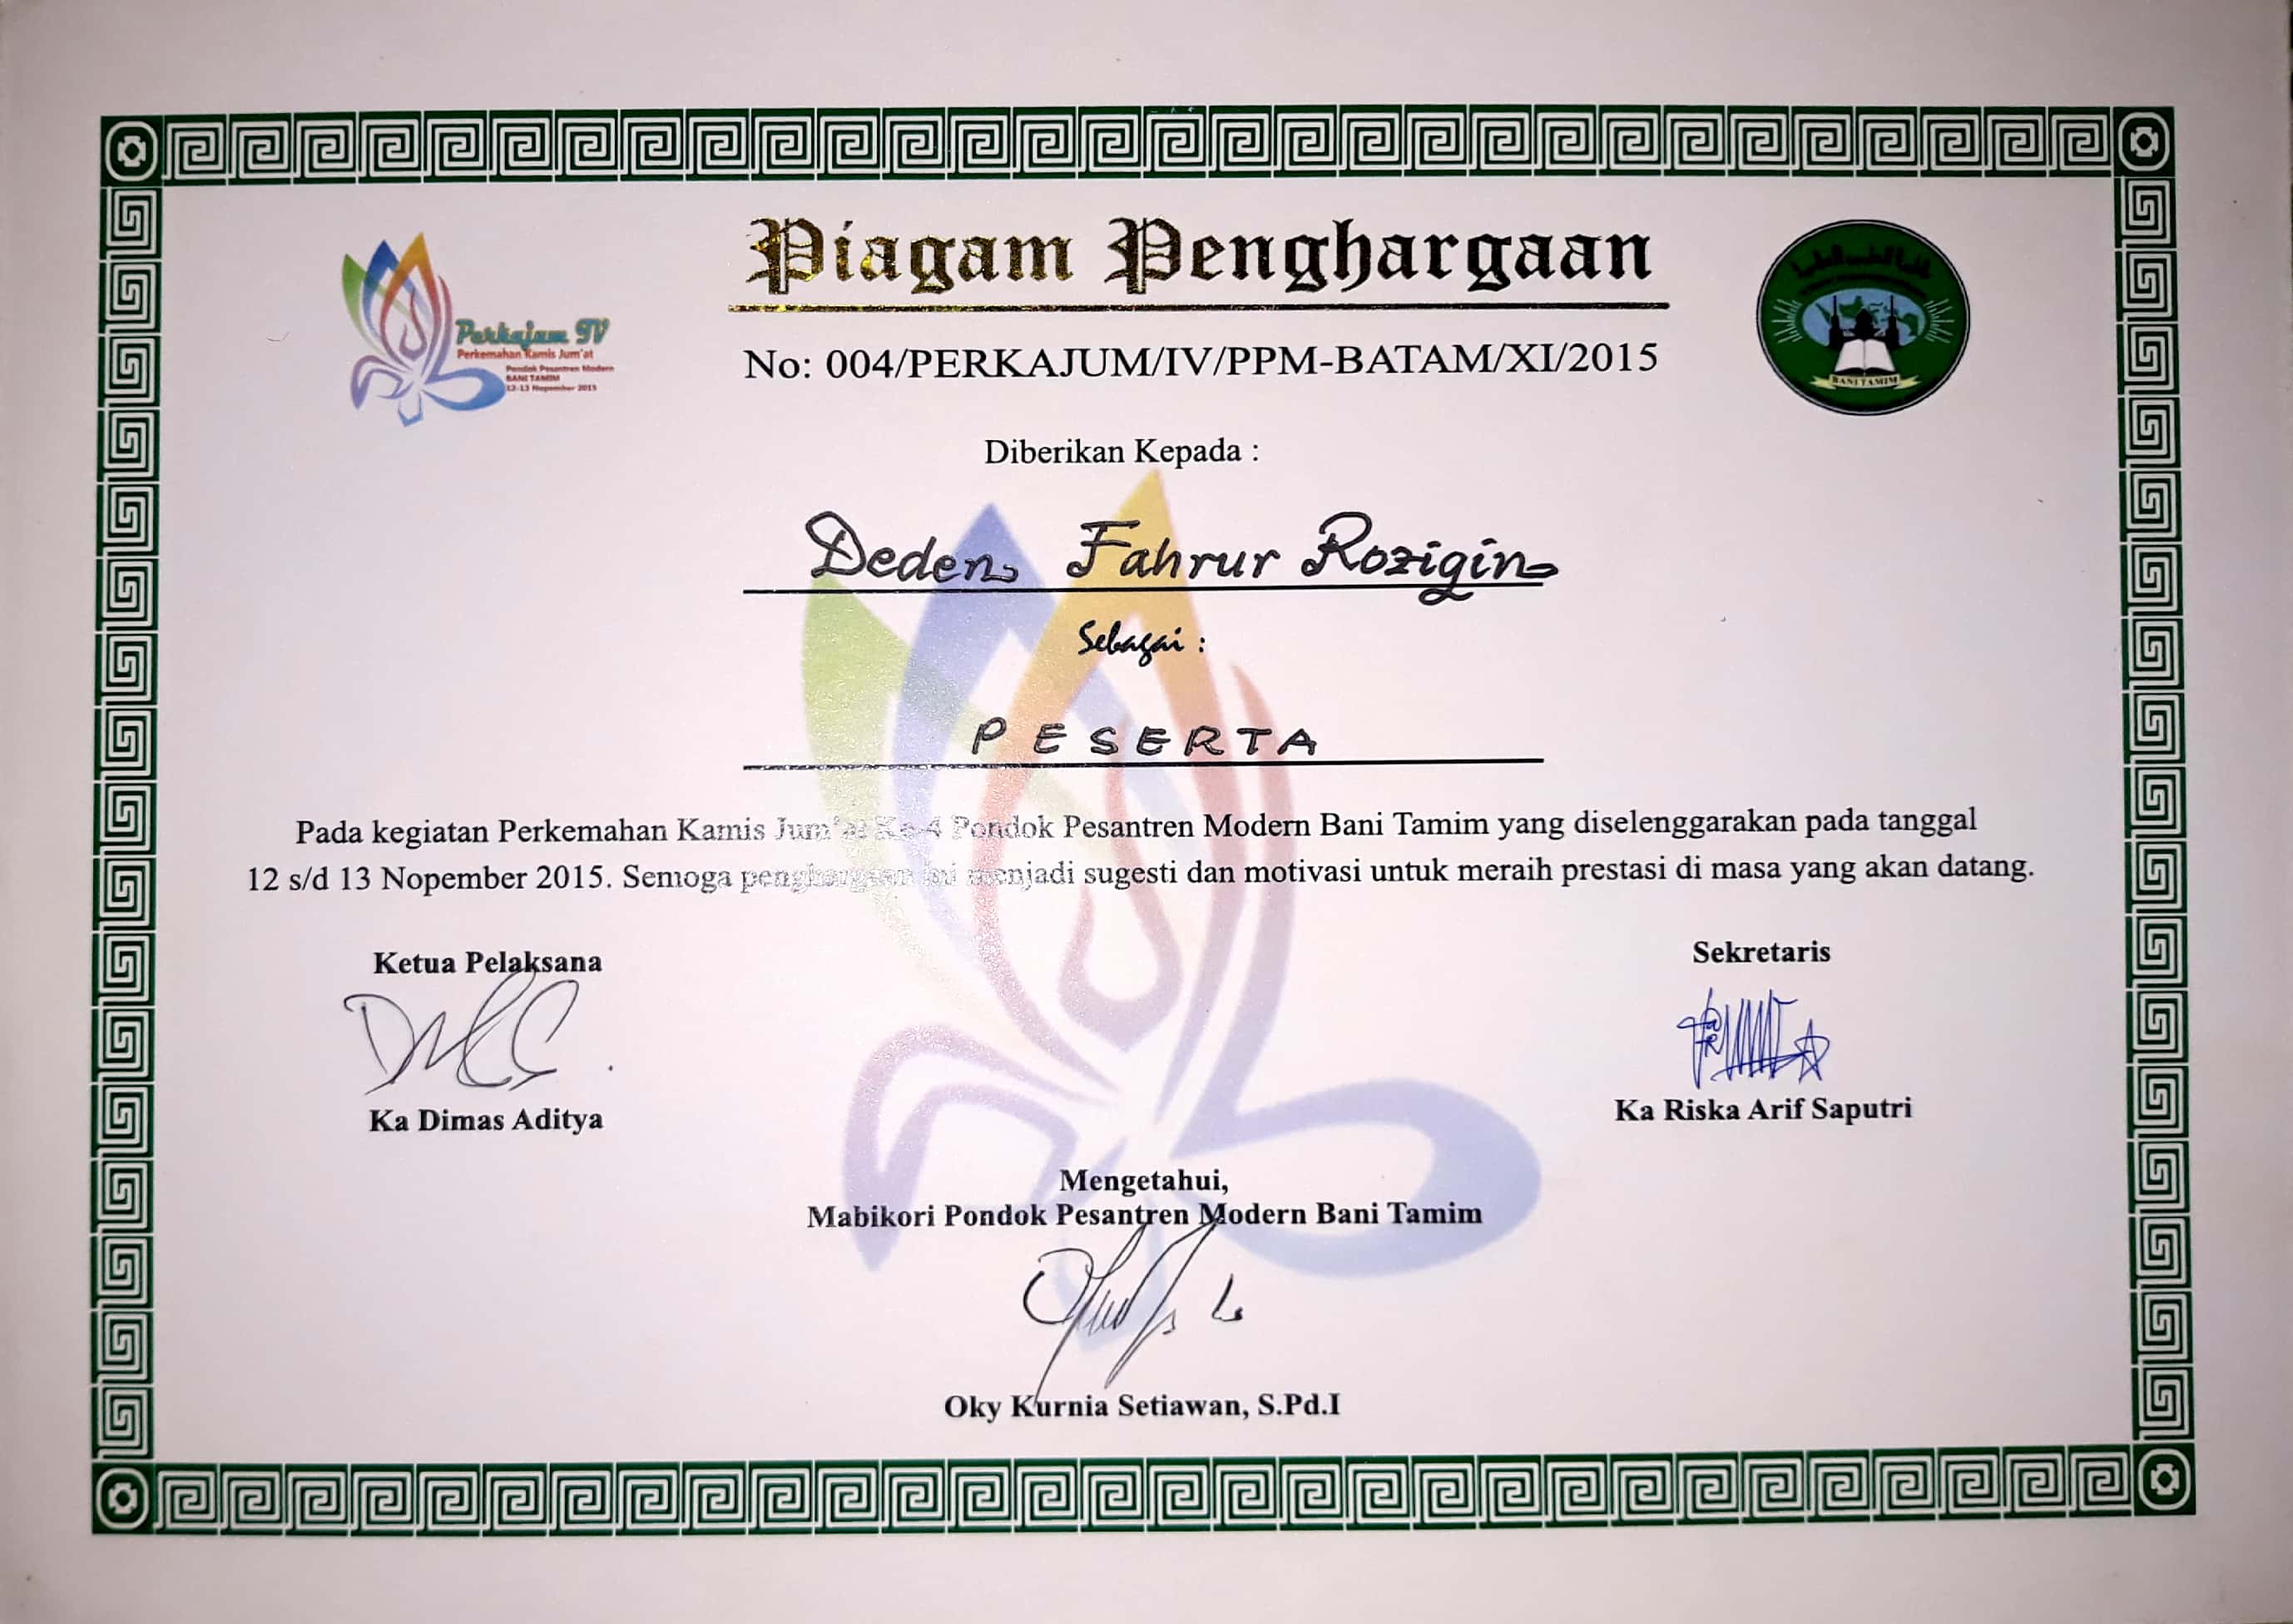 Piagam Penghargaan
Perkajum IV
Perkemahan Kamis Jum'at
Pondok Pesantren Modern
BANI TAMIM
12-13 Nopember 2015
No: 004/PERKAJUM/IV/PPM-BATAM/XI/2015
BANI TAMIM
Diberikan Kepada :
Deden Fahrur Rozigin
Sebagai :
PESERTA
Pada kegiatan Perkemahan Kamis Jum'at Ke-4 Pondok Pesantren Modern Bani Tamim yang diselenggarakan pada tanggal
12 s/d 13 Nopember 2015. Semoga penghargaan ini menjadi sugesti dan motivasi untuk meraih prestasi di masa yang akan datang.
Ketua Pelaksana
Ka Dimas Aditya
Sekretaris
Ka Riska Arif Saputri
Mengetahui,
Mabikori Pondok Pesantren Modern Bani Tamim
Oky Kurnia Setiawan, S.Pd.I